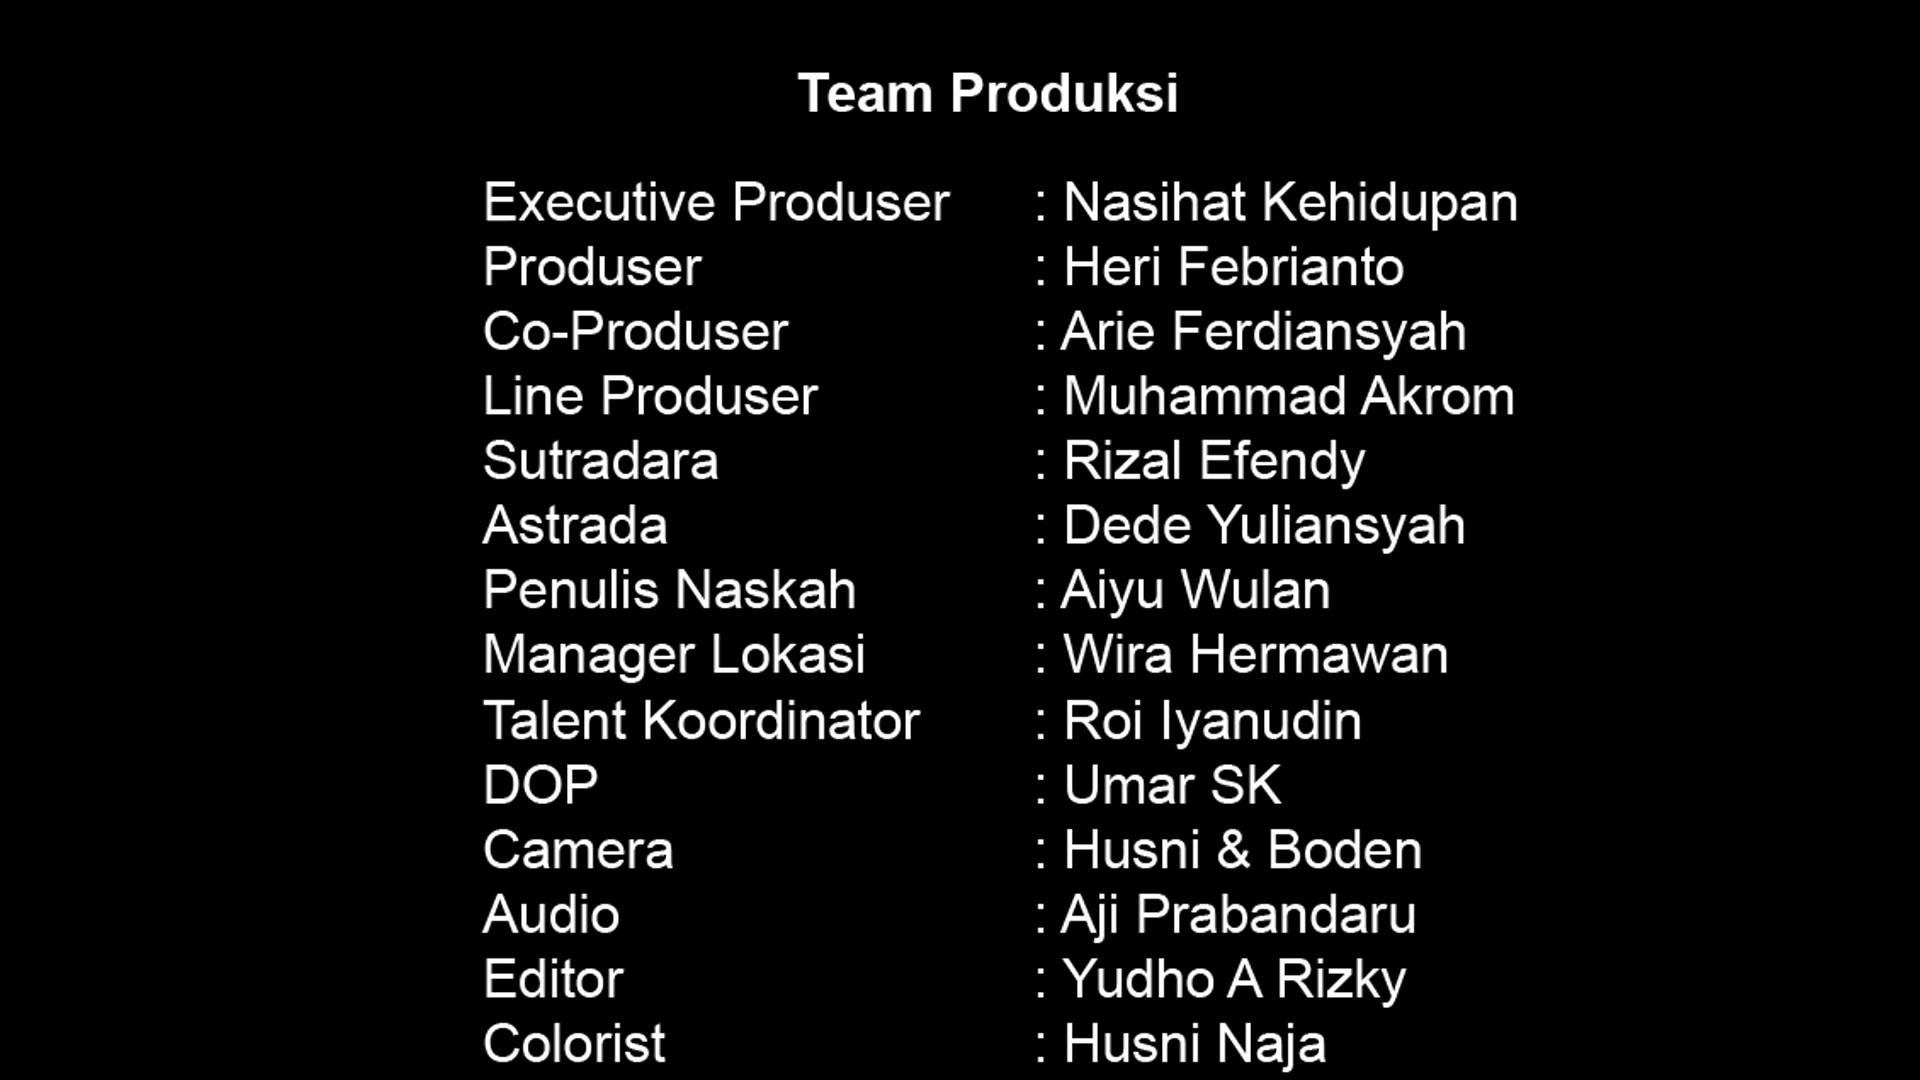 Team Produksi
Executive Produser : Nasihat Kehidupan
Produser : Heri Febrianto
Co-Produser : Arie Ferdiansyah
Line Produser : Muhammad Akrom
Sutradara : Rizal Efendy
Astrada : Dede Yuliansyah
Penulis Naskah : Aiyu Wulan
Manager Lokasi : Wira Hermawan
Talent Koordinator : Roi Iyanudin
DOP : Umar SK
Camera : Husni & Boden
Audio : Aji Prabandaru
Editor : Yudho A Rizky
Colorist : Husni Naja